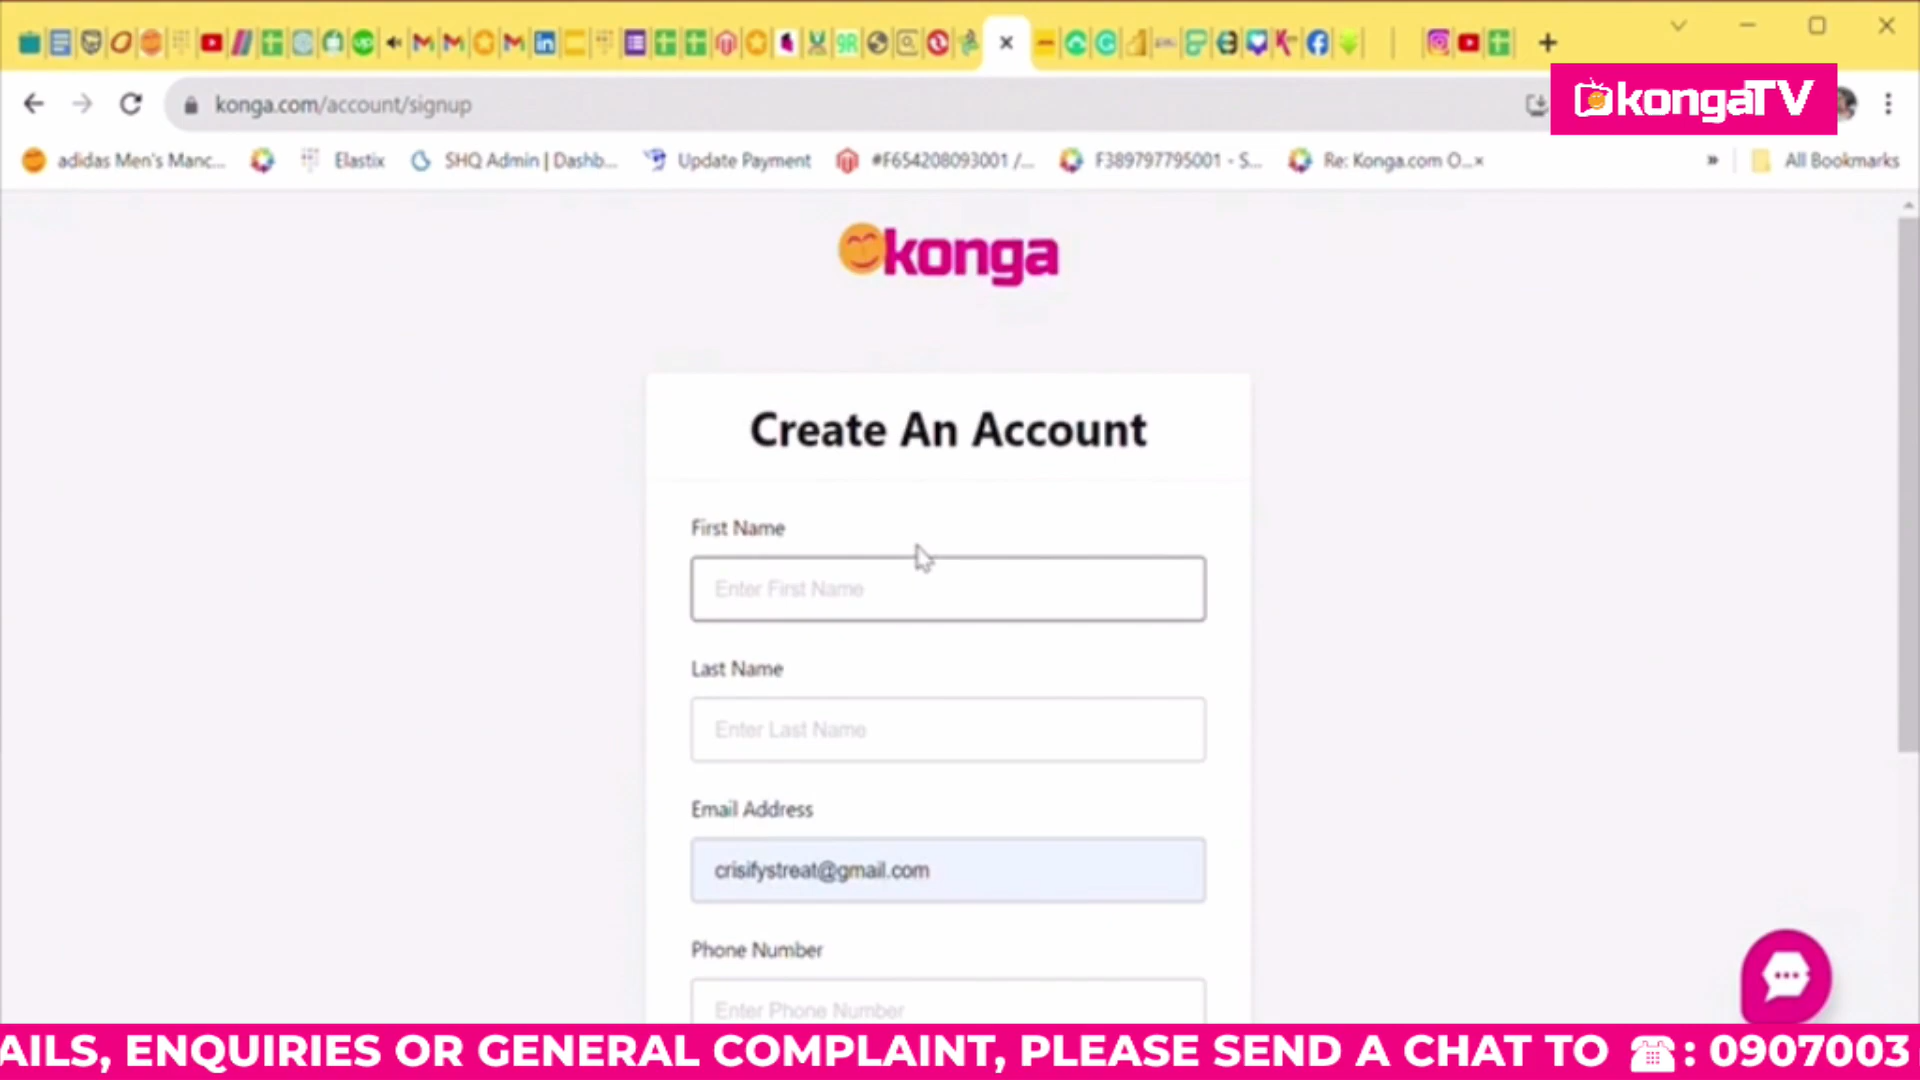 konga.com/account/signup
kongaTV
adidas Men's Manc...
Elastix
SHQ Admin | Dashb...
Update Payment
#F654208093001 /...
F389797795001 - S...
Re: Konga.com O...×
»
All Bookmarks
konga
Create An Account
First Name
Enter First Name
Last Name
Enter Last Name
Email Address
crisifystreat@gmail.com
Phone Number
Enter Phone Number
AILS, ENQUIRIES OR GENERAL COMPLAINT, PLEASE SEND A CHAT TO ☎: 0907003